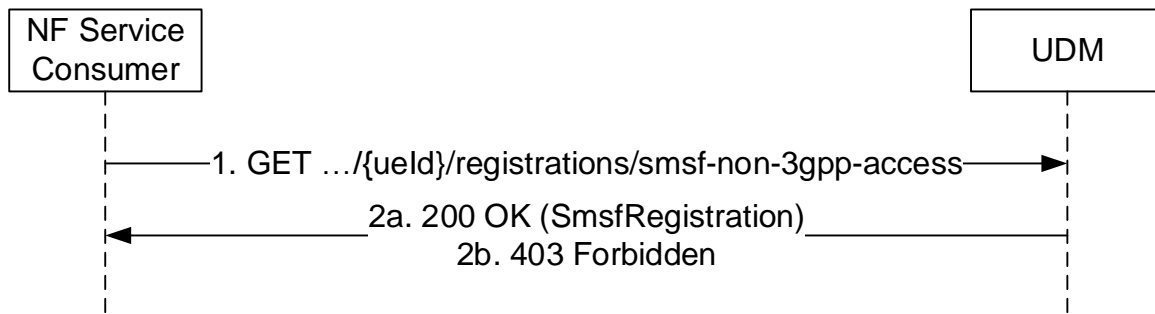 NF Service
Consumer
UDM
1. GET …/{ueId}/registrations/smsf-non-3gpp-access
2a. 200 OK (SmsfRegistration)
2b. 403 Forbidden